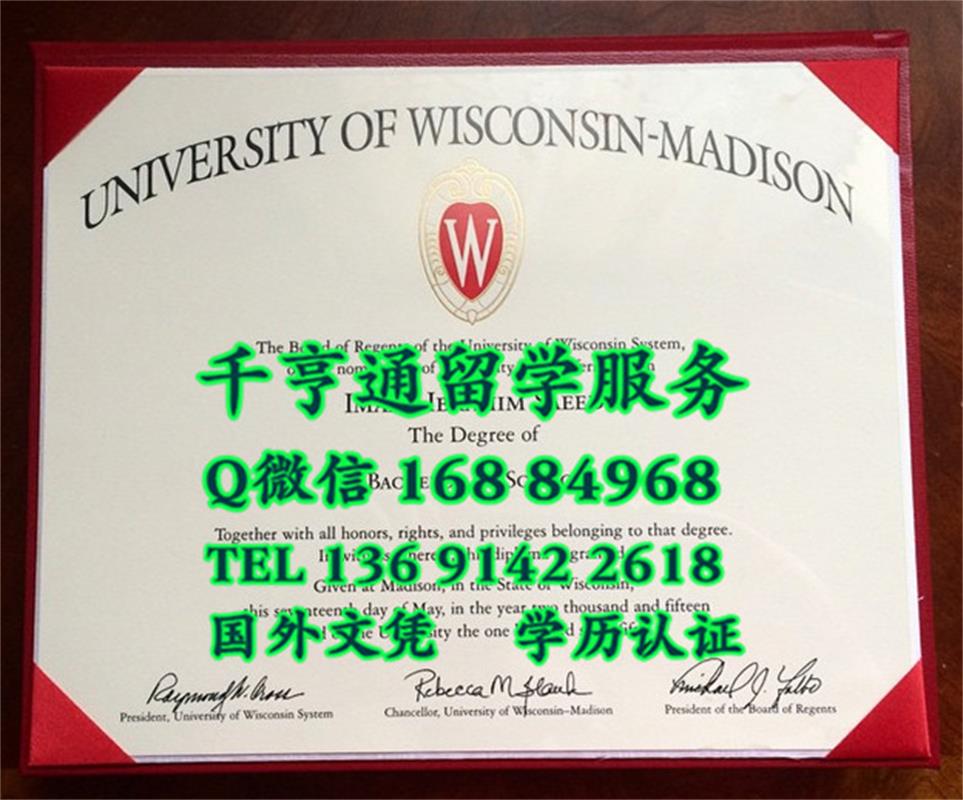 UNIVERSITY OF WISCONSIN-MADISON
W
The Board of Regents of the University of Wisconsin System,
千亨通留学服务
The Degree of
Q微信 168 84968
Together with all honors, rights, and privileges belonging to that degree.
TEL 136 9142 2618
Given at Madison, in the State of Wisconsin,
this seventeenth day of May, in the year two thousand and fifteen
国外文凭 学历认证
President, University of Wisconsin System
Chancellor, University of Wisconsin–Madison
President of the Board of Regents